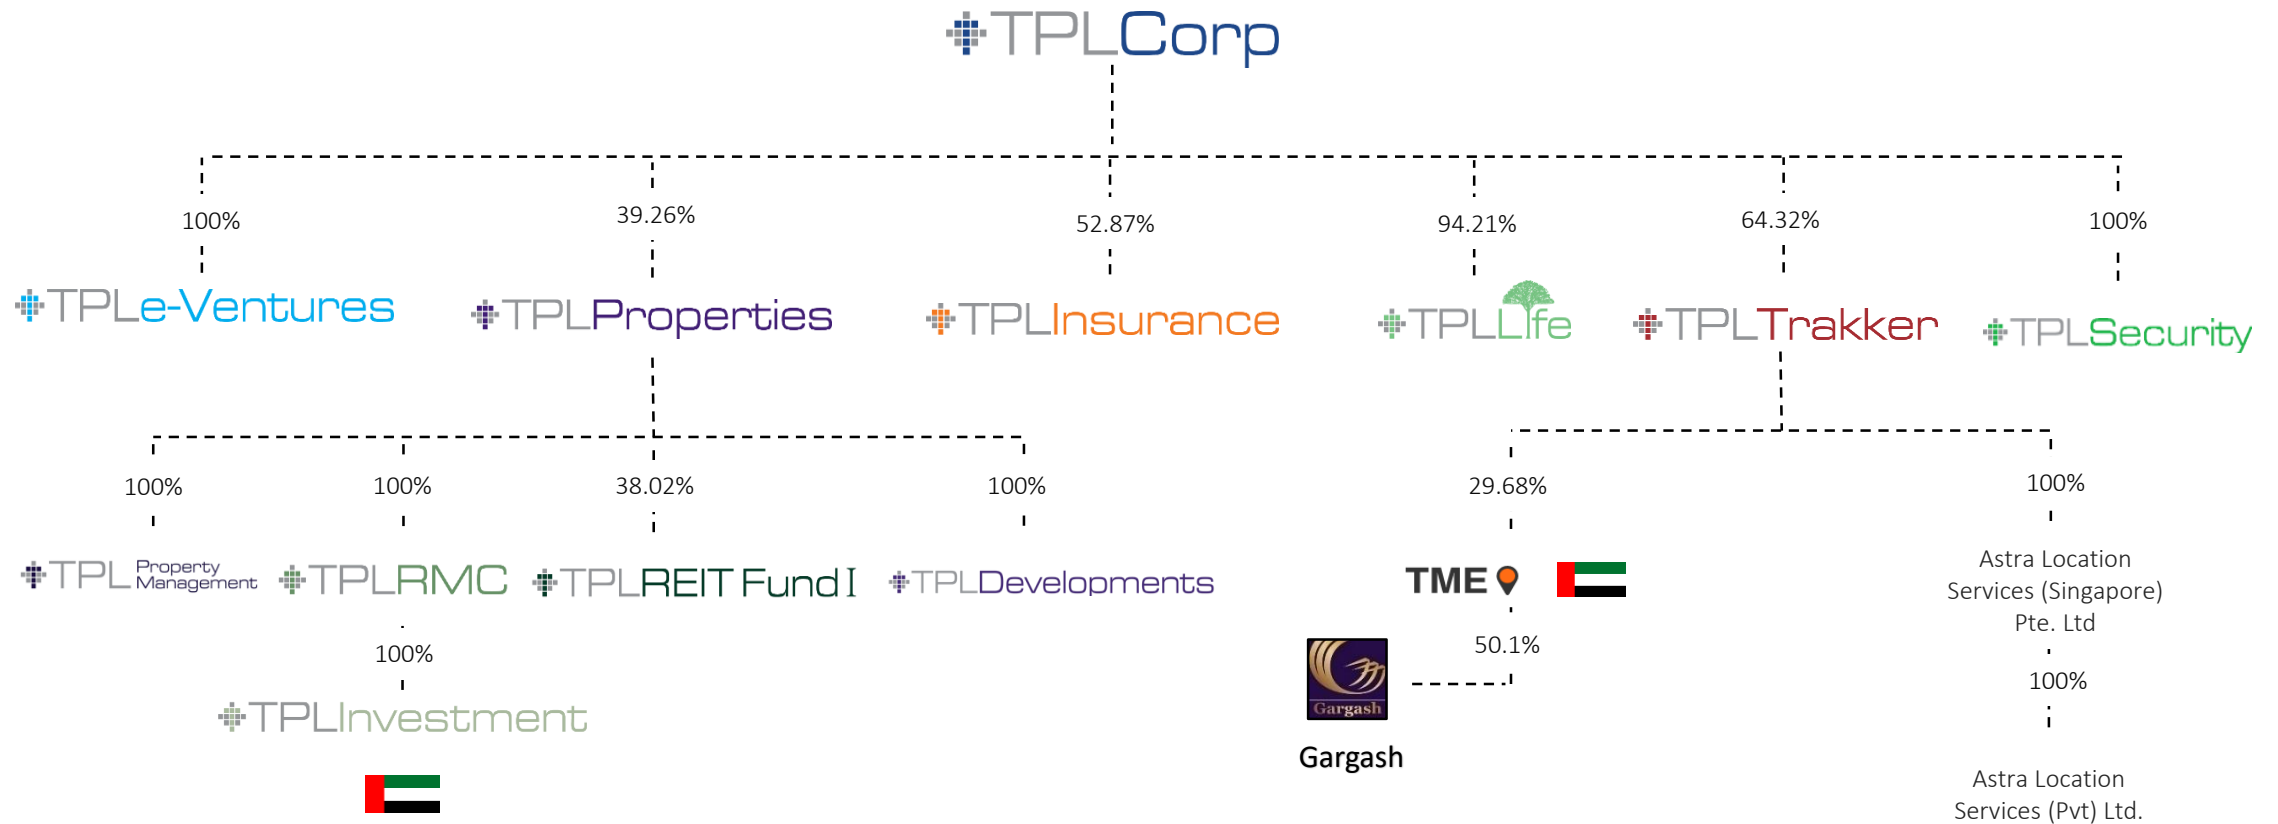 TPLCorp
100%
39.26%
52.87%
94.21%
64.32%
100%
TPLe-Ventures
TPLProperties
TPLInsurance
TPLLife
TPLTrakker
TPLSecurity
100%
100%
38.02%
100%
29.68%
100%
TPL Property
Management
TPLRMC
TPLREIT Fund I
TPLDevelopments
TME
Astra Location
Services (Singapore)
Pte. Ltd
100%
50.1%
100%
TPLInvestment
Gargash
Gargash
Astra Location
Services (Pvt) Ltd.